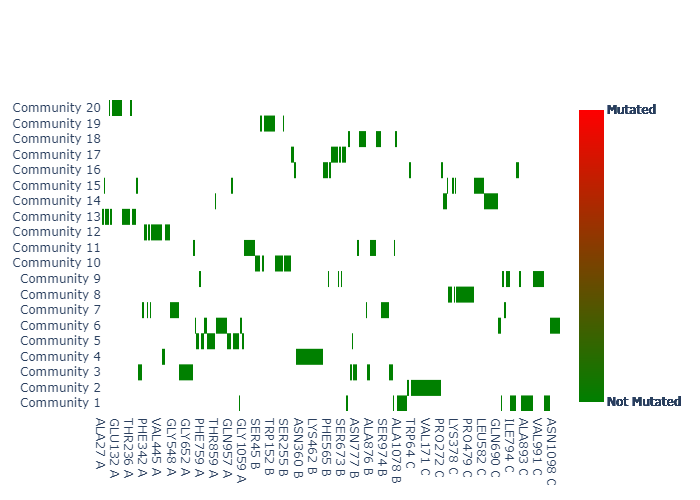 Community 20
Community 19
Community 18
Community 17
Community 16
Community 15
Community 14
Community 13
Community 12
Community 11
Community 10
Community 9
Community 8
Community 7
Community 6
Community 5
Community 4
Community 3
Community 2
Community 1
ALA27 A
GLU132 A
THR236 A
PHE342 A
VAL445 A
GLY548 A
GLY652 A
PHE759 A
THR859 A
GLN957 A
GLY1059 A
SER45 B
TRP152 B
SER255 B
ASN360 B
LYS462 B
PHE565 B
SER673 B
ASN777 B
ALA876 B
SER974 B
ALA1078 B
TRP64 C
VAL171 C
PRO272 C
LYS378 C
PRO479 C
LEU582 C
GLN690 C
ILE794 C
ALA893 C
VAL991 C
ASN1098 C
Mutated
Not Mutated